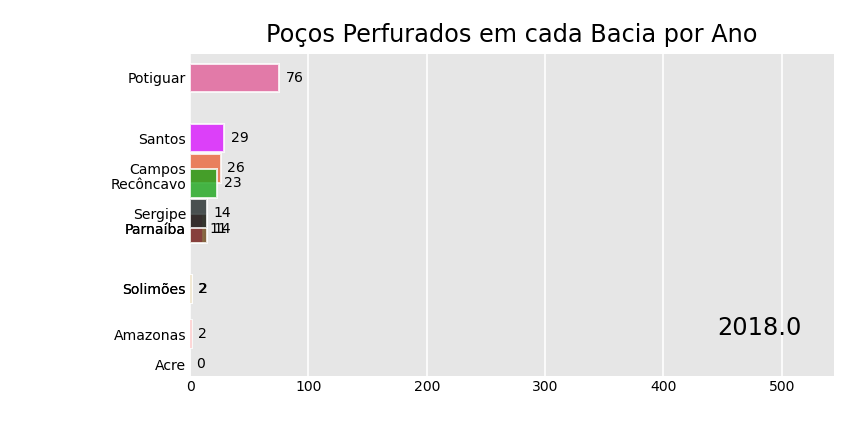 Poços Perfurados em cada Bacia por Ano
Potiguar 76
Santos 29
Campos 26
Recôncavo 23
Sergipe 14
Parnaíba 11 14
Solimões 2
Amazonas 2
Acre 0
2018.0
0 100 200 300 400 500